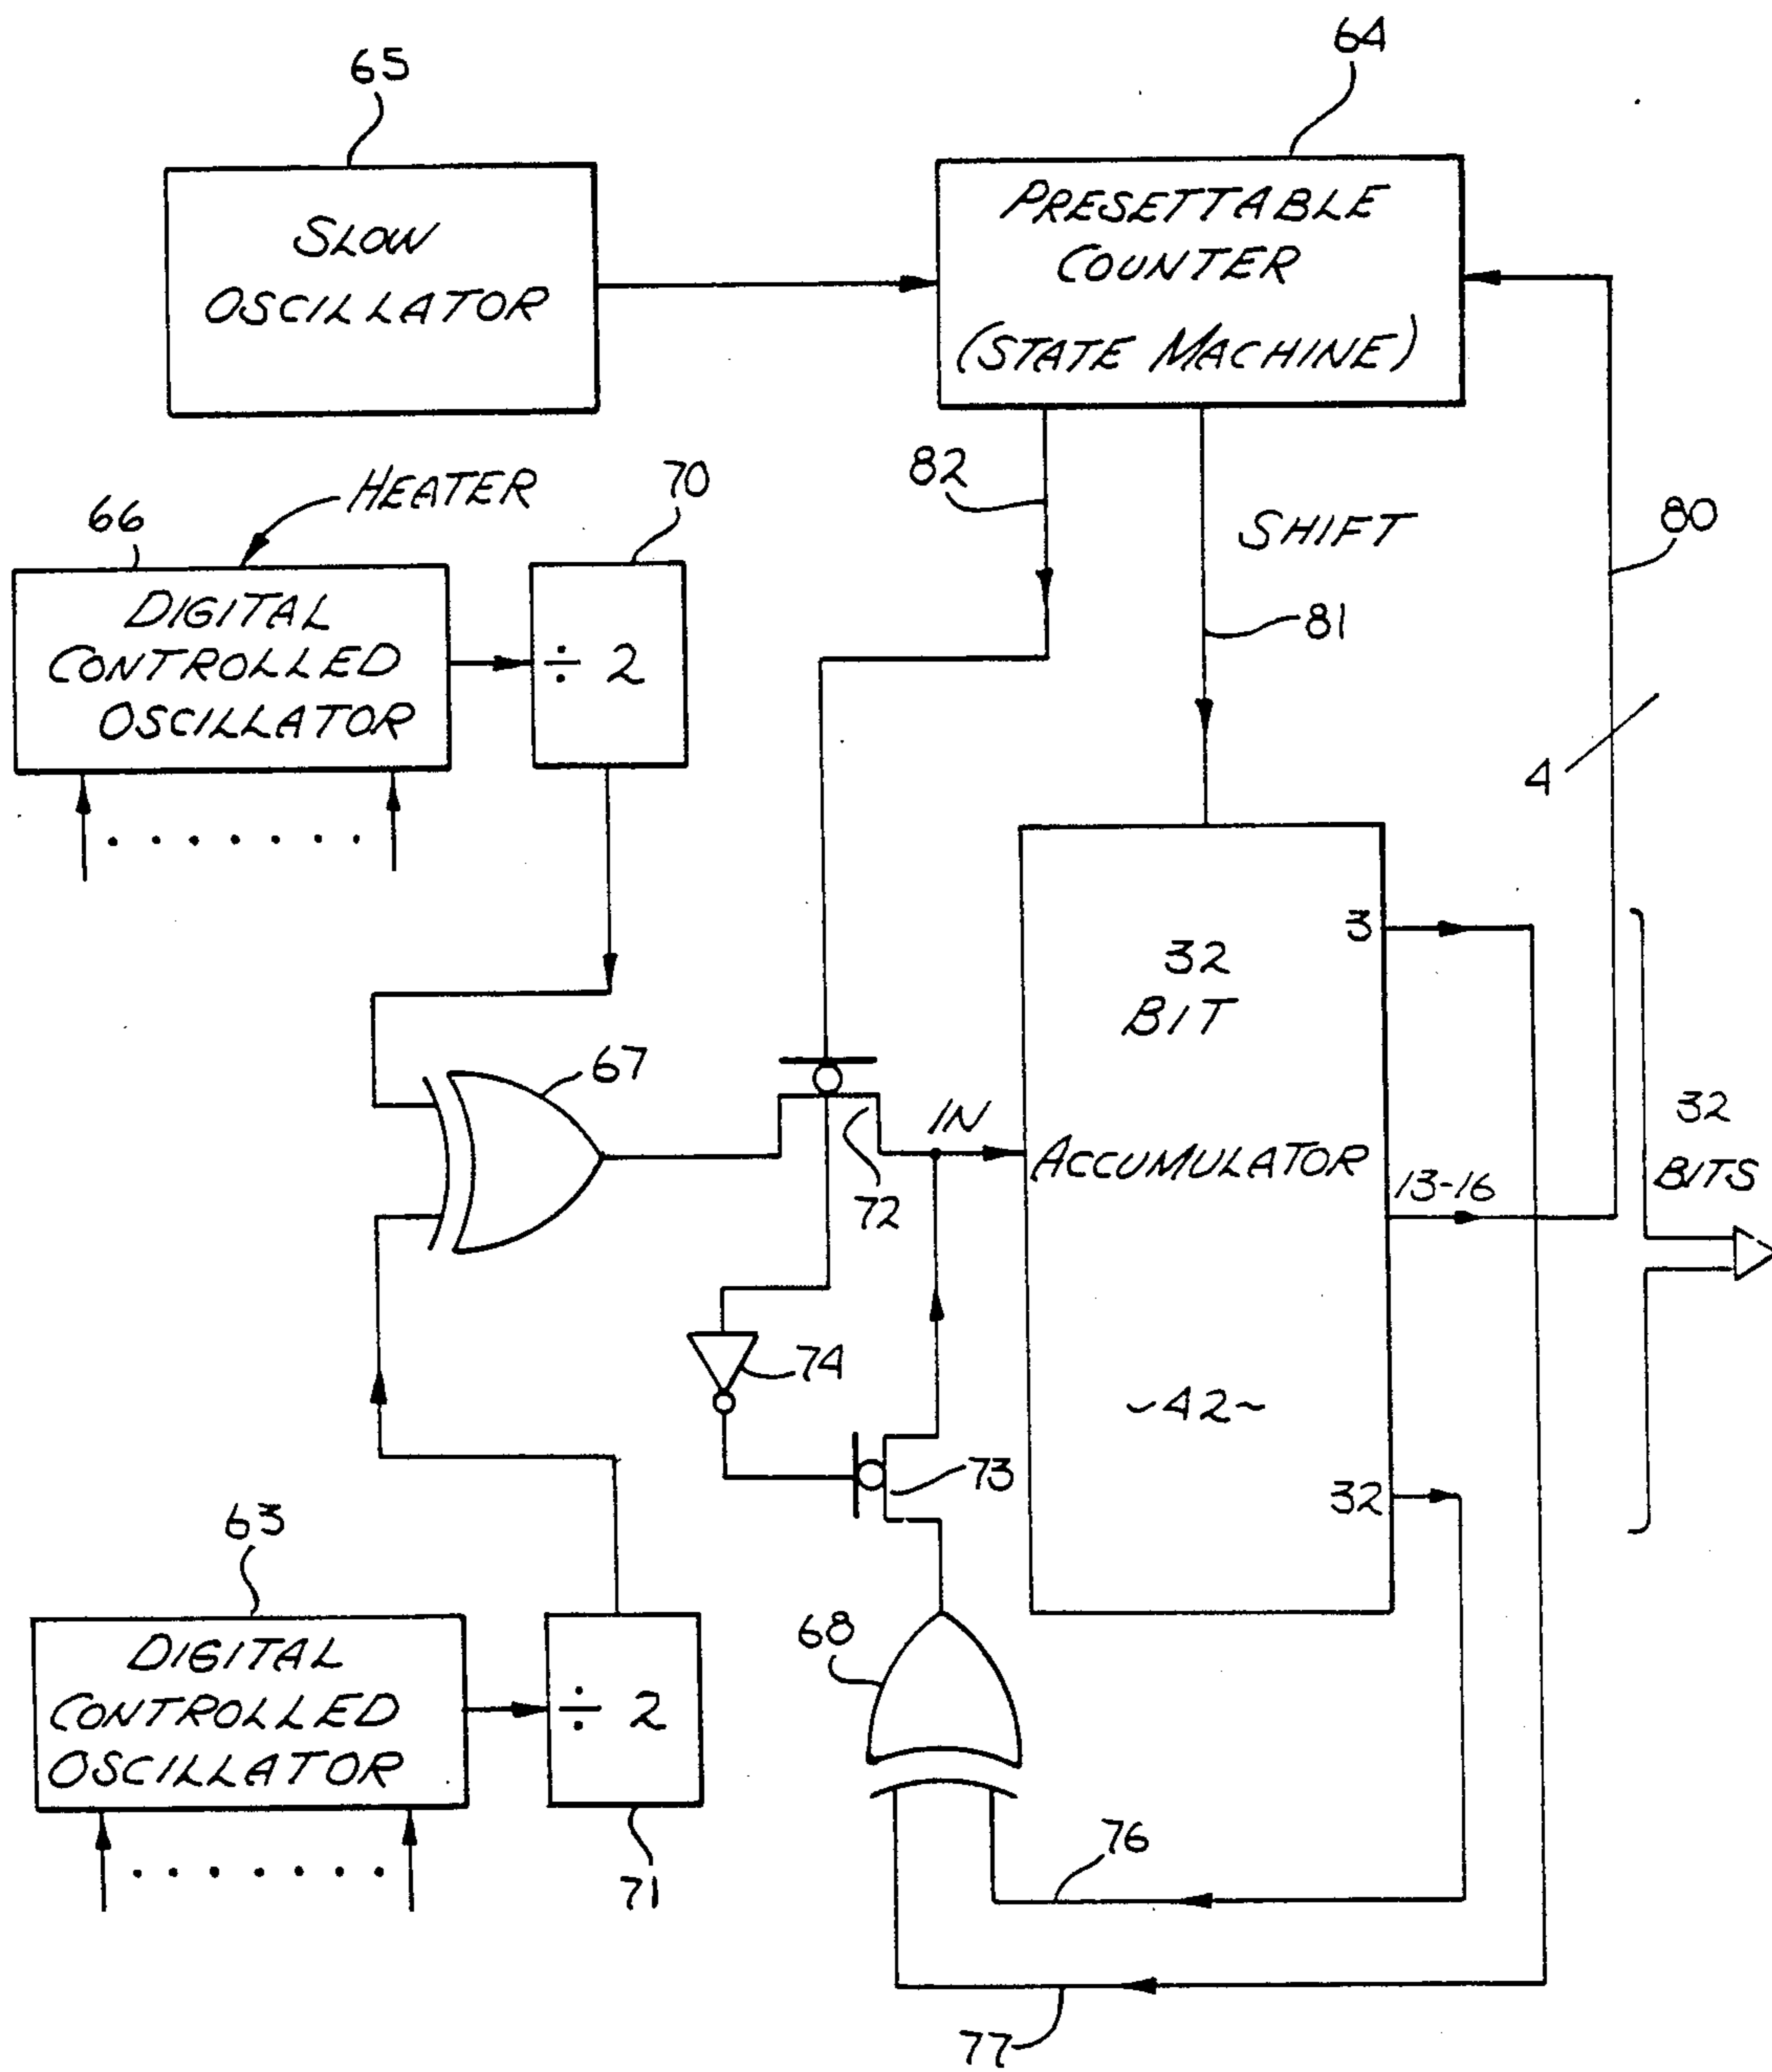 65
64
SLOW
OSCILLATOR
PRESETTABLE
COUNTER
(STATE MACHINE)
66
HEATER
70
82
SHIFT
80
DIGITAL
CONTROLLED
OSCILLATOR
÷ 2
81
4
67
32
BIT
ACCUMULATOR
~42~
3
13-16
32
IN
72
32
BITS
74
73
63
DIGITAL
CONTROLLED
OSCILLATOR
÷ 2
68
71
76
77